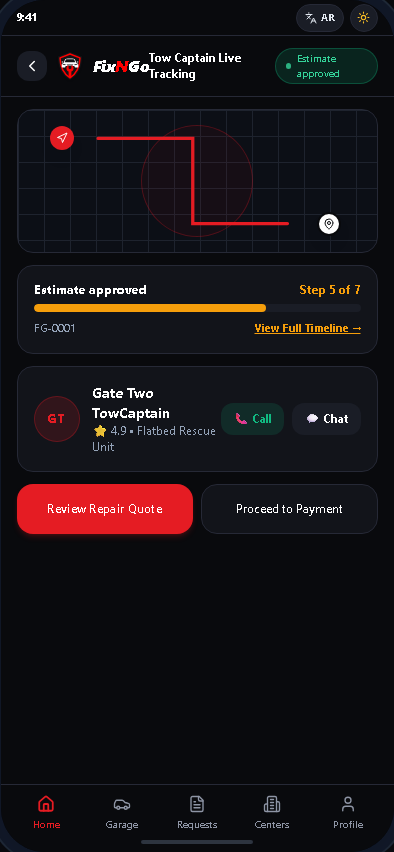 9:41
AR
FixNGo
Tow Captain Live
Tracking
Estimate
approved
Estimate approved
Step 5 of 7
FG-0001
View Full Timeline →
GT
Gate Two
TowCaptain
⭐ 4.9 • Flatbed Rescue
Unit
📞 Call
💬 Chat
Review Repair Quote
Proceed to Payment
Home
Garage
Requests
Centers
Profile